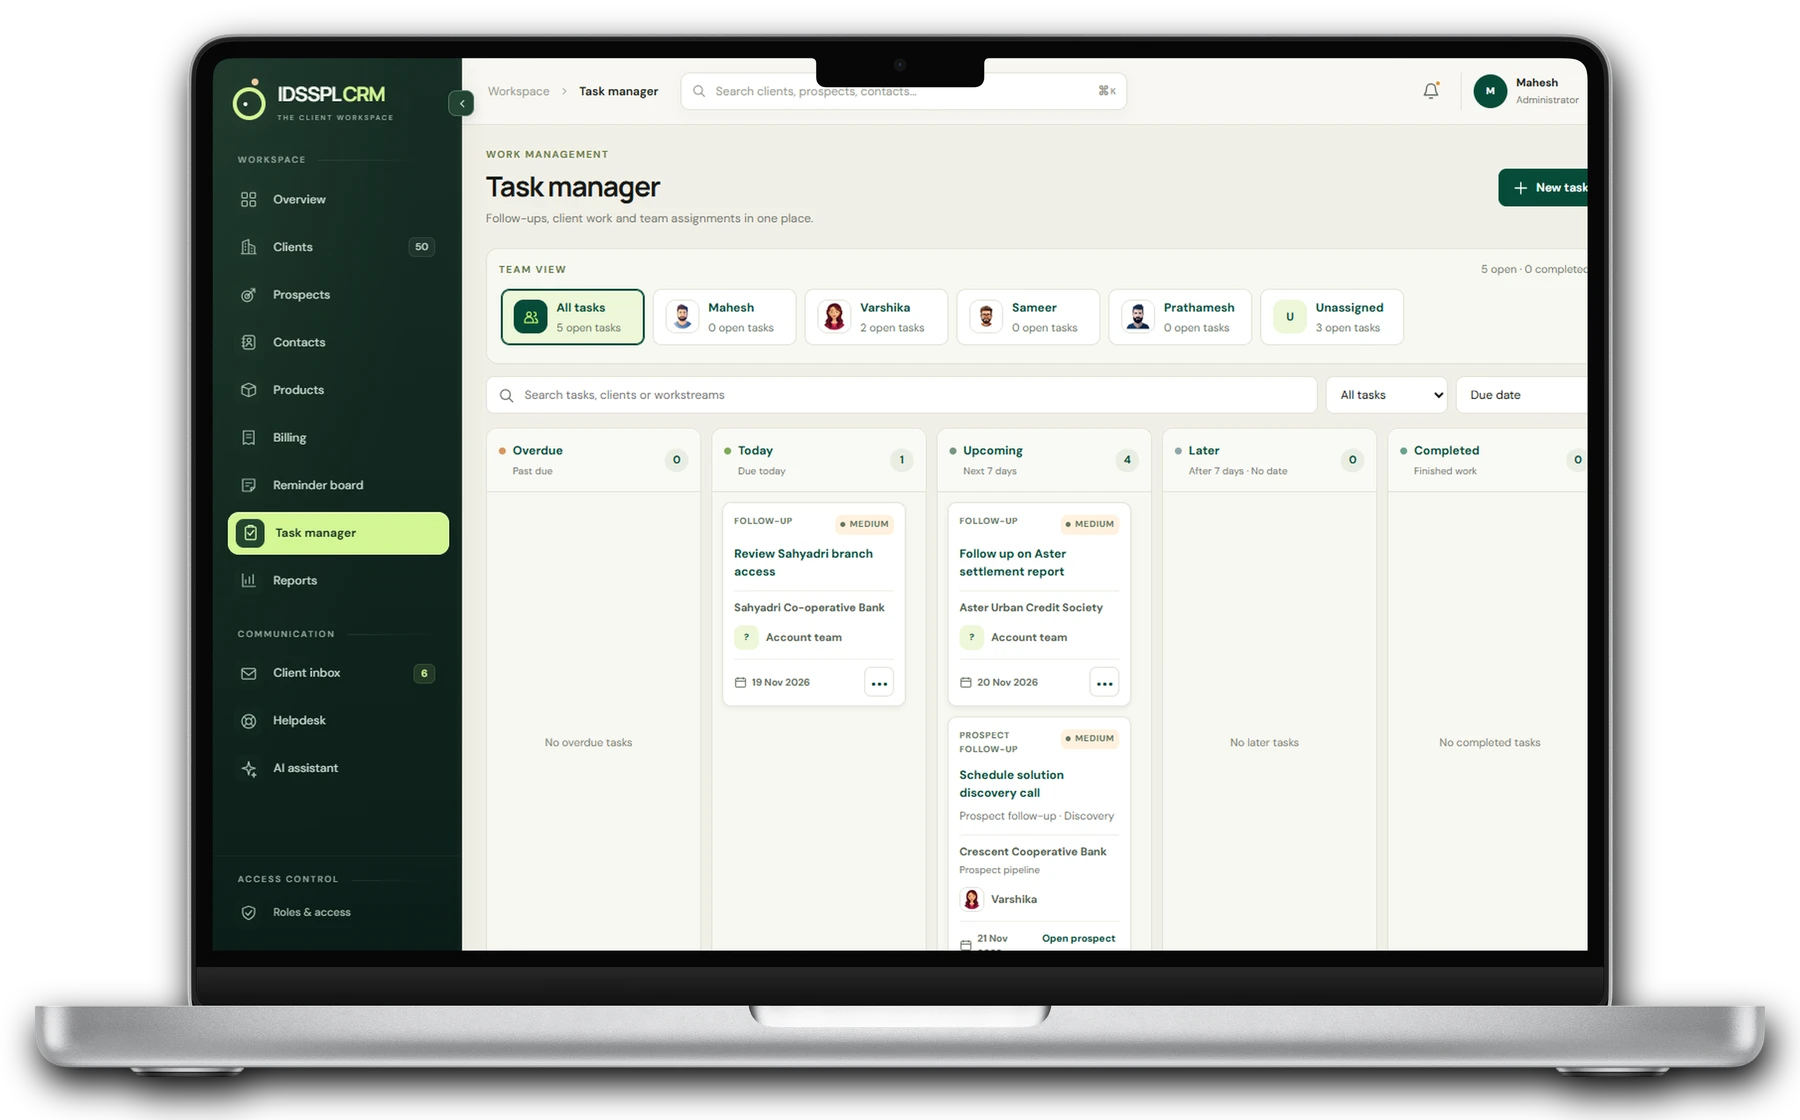 IDSSPLCRM
THE CLIENT WORKSPACE
WORKSPACE
Overview
Clients 50
Prospects
Contacts
Products
Billing
Reminder board
Task manager
Reports
COMMUNICATION
Client inbox 6
Helpdesk
AI assistant
ACCESS CONTROL
Roles & access
Workspace > Task manager
Search clients, prospects, contacts...
⌘K
M
Mahesh
Administrator
WORK MANAGEMENT
Task manager
Follow-ups, client work and team assignments in one place.
+ New task
TEAM VIEW
5 open · 0 completed
All tasks
5 open tasks
Mahesh
0 open tasks
Varshika
2 open tasks
Sameer
0 open tasks
Prathamesh
0 open tasks
U
Unassigned
3 open tasks
Search tasks, clients or workstreams
All tasks
Due date
Overdue 0
Past due
No overdue tasks
Today 1
Due today
FOLLOW-UP
MEDIUM
Review Sahyadri branch
access
Sahyadri Co-operative Bank
? Account team
19 Nov 2026
Upcoming 4
Next 7 days
FOLLOW-UP
MEDIUM
Follow up on Aster
settlement report
Aster Urban Credit Society
? Account team
20 Nov 2026
PROSPECT
FOLLOW-UP
MEDIUM
Schedule solution
discovery call
Prospect follow-up · Discovery
Crescent Cooperative Bank
Prospect pipeline
Varshika
21 Nov
Open prospect
Later 0
After 7 days · No date
No later tasks
Completed 0
Finished work
No completed tasks